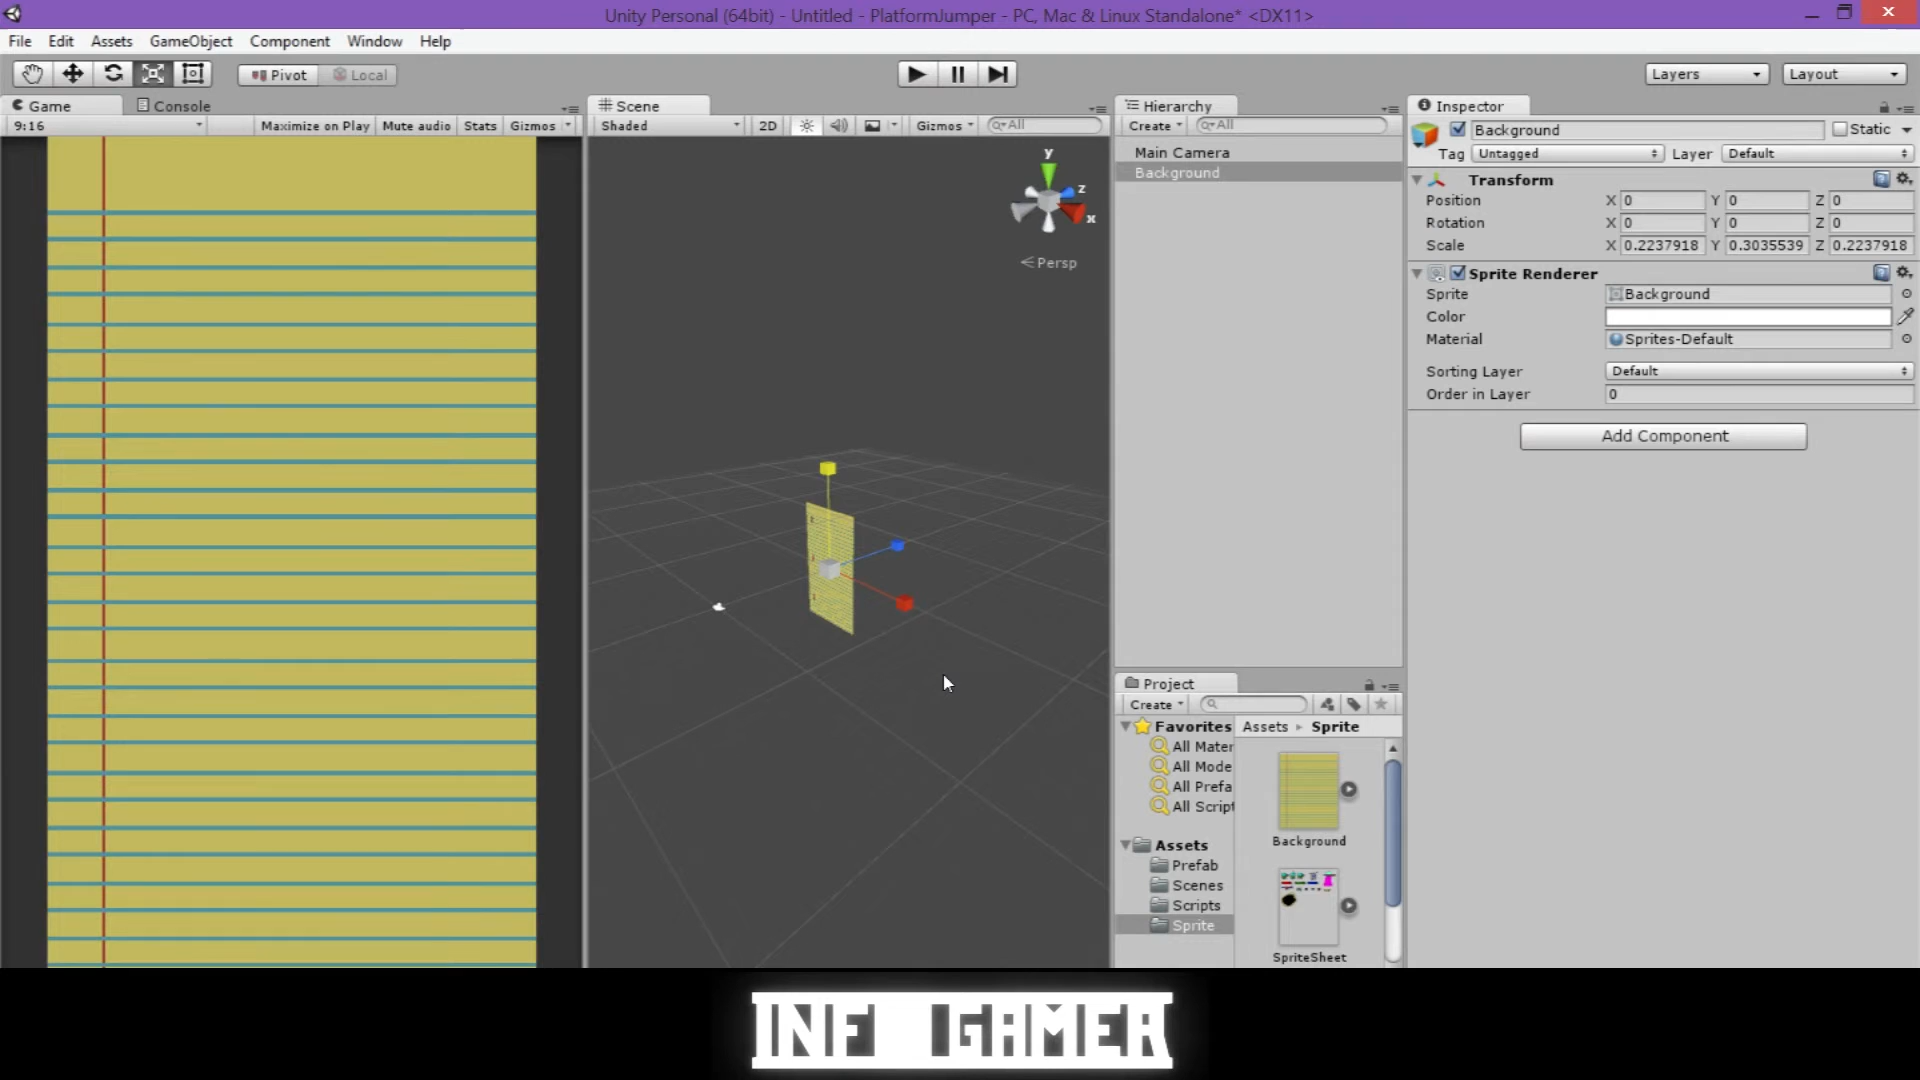 Unity Personal (64bit) - Untitled - PlatformJumper - PC, Mac & Linux Standalone* <DX11>
File Edit Assets GameObject Component Window Help
Pivot Local Layers Layout
Game Console
9:16 Maximize on Play Mute audio Stats Gizmos
Scene
Shaded 2D Gizmos All
y
z
x
Persp
Hierarchy
Create All
Main Camera
Background
Project
Create
Favorites
All Mater
All Mode
All Prefa
All Script
Assets
Prefab
Scenes
Scripts
Sprite
Assets Sprite
Background
SpriteSheet
Inspector
Background Static
Tag Untagged Layer Default
Transform
Position X 0 Y 0 Z 0
Rotation X 0 Y 0 Z 0
Scale X 0.2237918 Y 0.3035539 Z 0.2237918
Sprite Renderer
Sprite Background
Color
Material Sprites-Default
Sorting Layer Default
Order in Layer 0
Add Component
INF GAMER